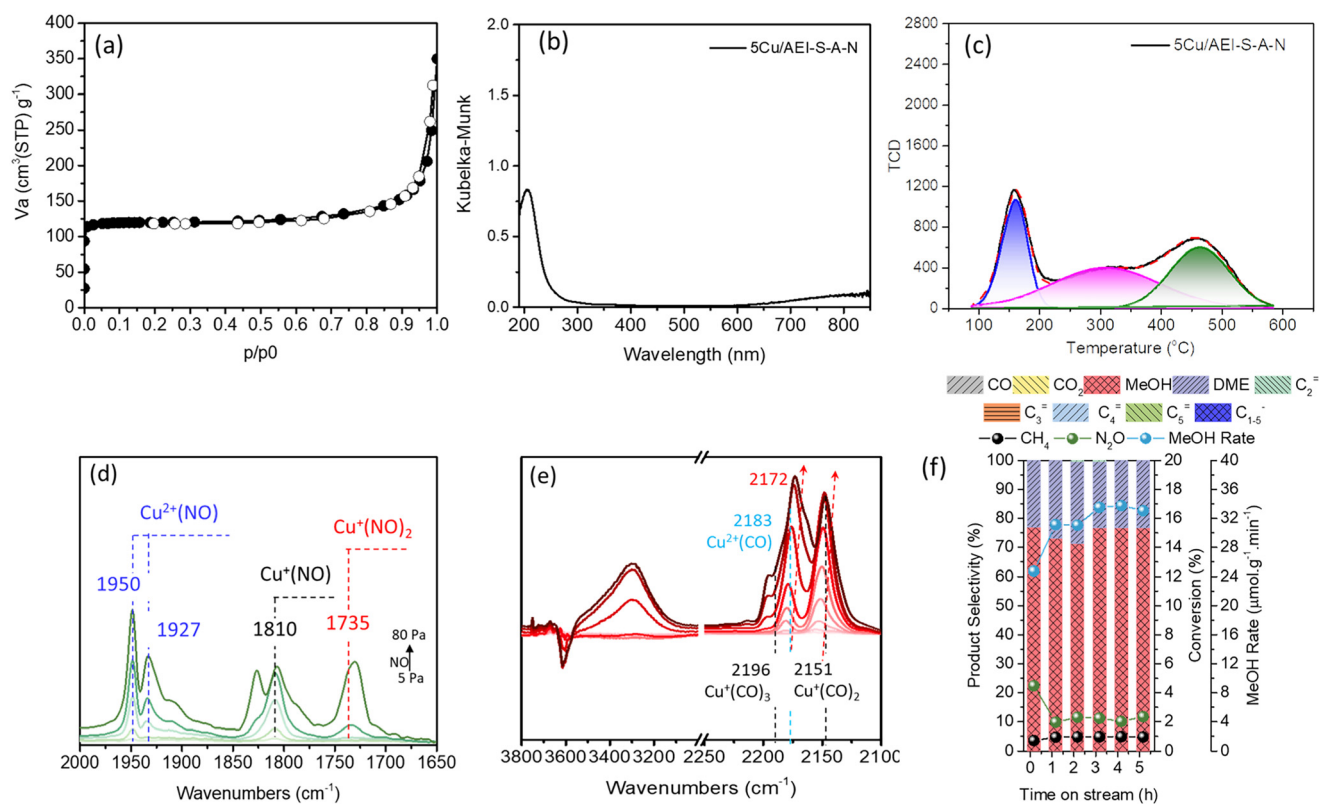 (a)
Va (cm³(STP) g⁻¹)
400
350
300
250
200
150
100
50
0
0.0 0.1 0.2 0.3 0.4 0.5 0.6 0.7 0.8 0.9 1.0
p/p0
(b)
5Cu/AEI-S-A-N
Kubelka-Munk
2.0
1.5
1.0
0.5
0.0
200 300 400 500 600 700 800
Wavelength (nm)
(c)
5Cu/AEI-S-A-N
TCD
2800
2400
2000
1600
1200
800
400
0
100 200 300 400 500 600
Temperature (°C)
(d)
Cu²⁺(NO)
Cu⁺(NO)₂
Cu⁺(NO)
1950
1927
1810
1735
80 Pa
NO
5 Pa
2000 1950 1900 1850 1800 1750 1700 1650
Wavenumbers (cm⁻¹)
(e)
2172
2183
Cu²⁺(CO)
2196
Cu⁺(CO)₃
2151
Cu⁺(CO)₂
3800 3600 3200 2250 2200 2150 2100
Wavenumbers (cm⁻¹)
CO CO₂ MeOH DME C₂⁼
C₃⁼ C₄⁼ C₅⁼ C₁₋₅⁻
CH₄ N₂O MeOH Rate
(f)
Product Selectivity (%)
100
90
80
70
60
50
40
30
20
10
0
Conversion (%)
20
18
16
14
12
10
8
6
4
2
0
MeOH Rate (µmol.g⁻¹.min⁻¹)
40
36
32
28
24
20
16
12
8
4
0
0 1 2 3 4 5
Time on stream (h)